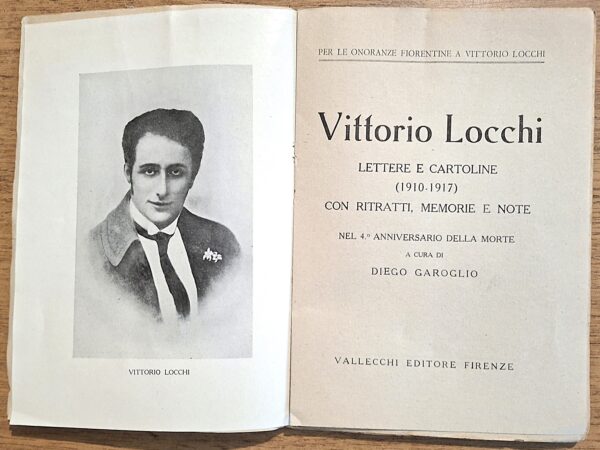 VITTORIO LOCCHI
PER LE ONORANZE FIORENTINE A VITTORIO LOCCHI
Vittorio Locchi
LETTERE E CARTOLINE
(1910-1917)
CON RITRATTI, MEMORIE E NOTE
NEL 4.º ANNIVERSARIO DELLA MORTE
A CURA DI
DIEGO GAROGLIO
VALLECCHI EDITORE FIRENZE